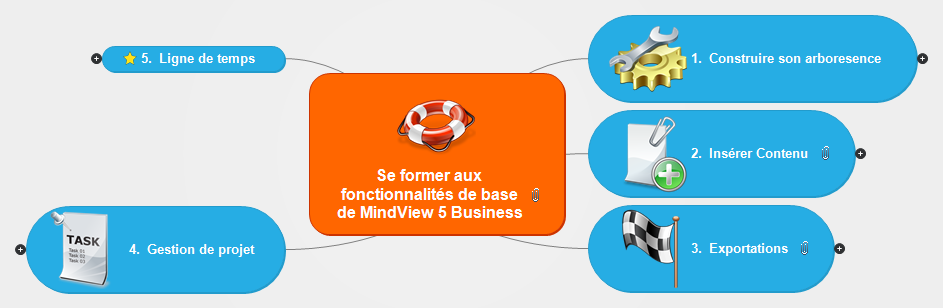 Se former aux
fonctionnalités de base
de MindView 5 Business
1. Construire son arboresence
2. Insérer Contenu
3. Exportations
4. Gestion de projet
TASK
Task 01
Task 02
Task 03
5. Ligne de temps